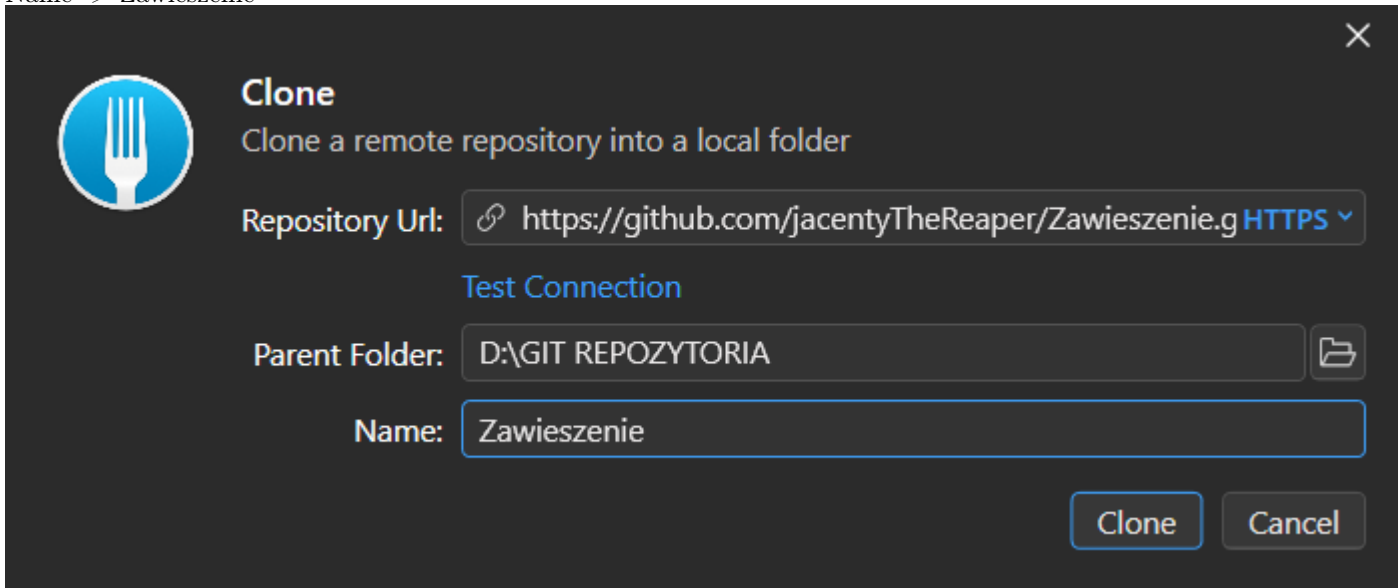 Clone
Clone a remote repository into a local folder
Repository Url: https://github.com/jacentyTheReaper/Zawieszenie.g HTTPS
Test Connection
Parent Folder: D:\GIT REPOZYTORIA
Name: Zawieszenie
Clone Cancel